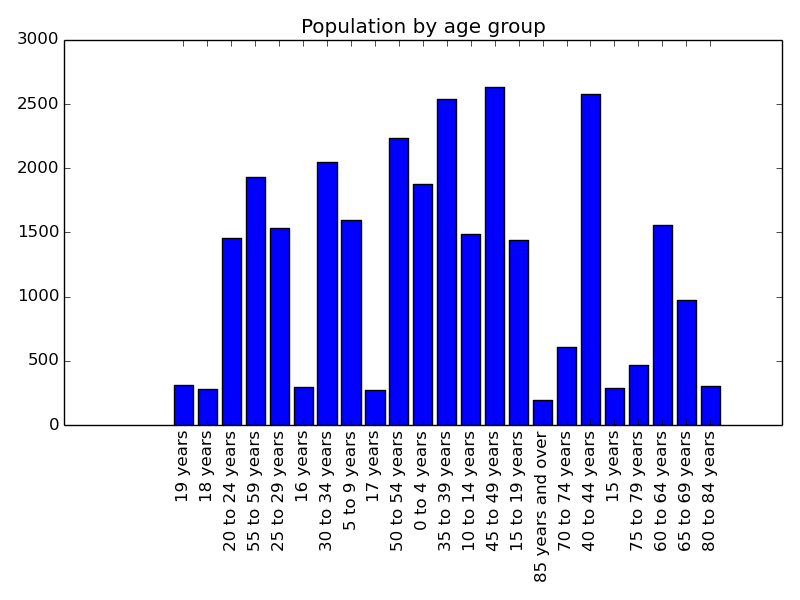 Population by age group
3000
2500
2000
1500
1000
500
0
19 years
18 years
20 to 24 years
55 to 59 years
25 to 29 years
16 years
30 to 34 years
5 to 9 years
17 years
50 to 54 years
0 to 4 years
35 to 39 years
10 to 14 years
45 to 49 years
15 to 19 years
85 years and over
70 to 74 years
40 to 44 years
15 years
75 to 79 years
60 to 64 years
65 to 69 years
80 to 84 years